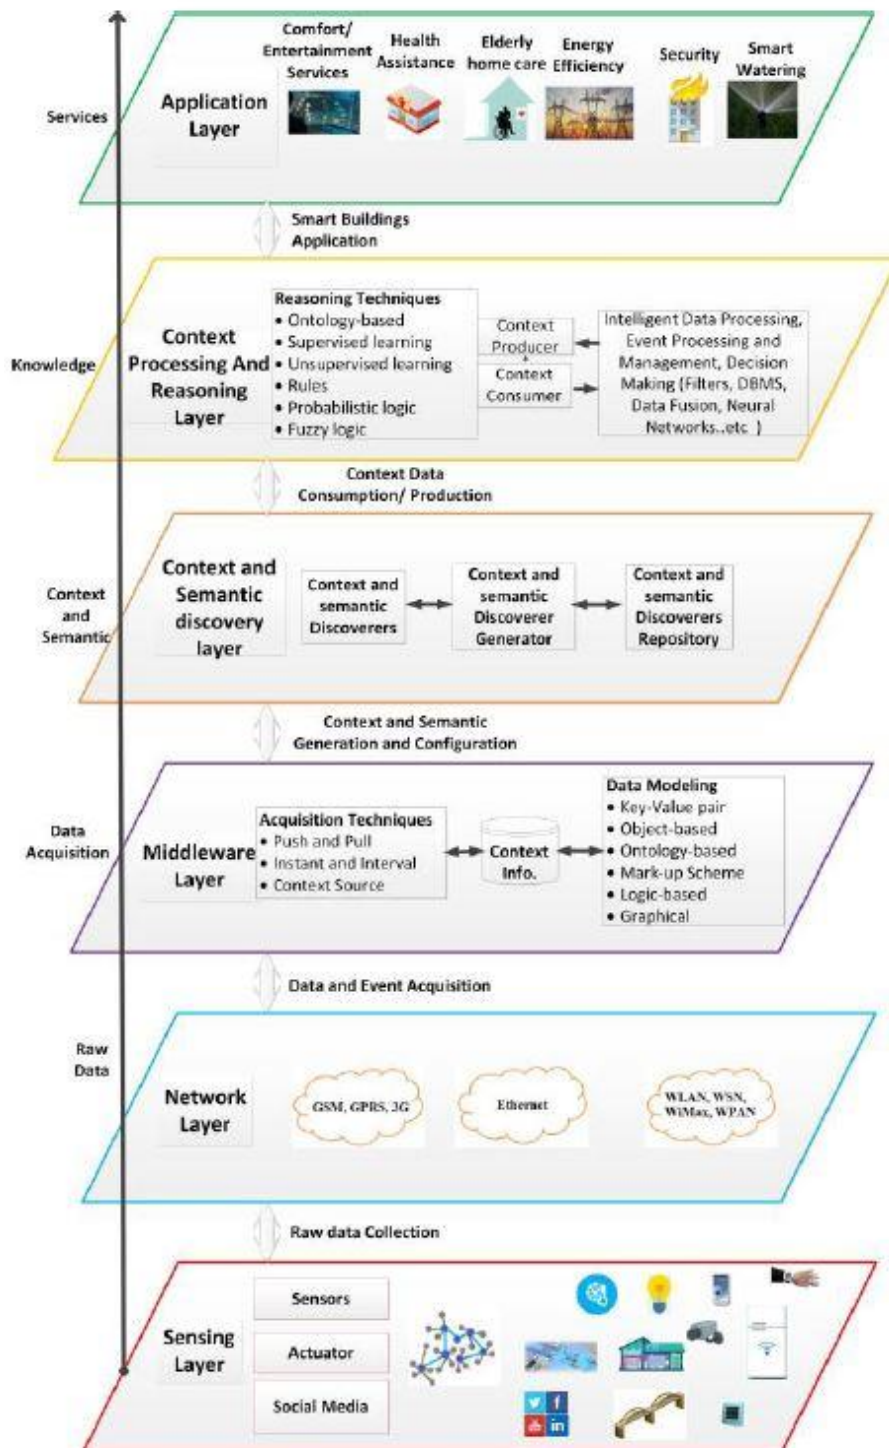 Services
Application
Layer
Comfort/
Entertainment
Services
Health
Assistance
Elderly
home care
Energy
Efficiency
Security
Smart
Watering
Smart Buildings
Application
Knowledge
Context
Processing And
Reasoning
Layer
Reasoning Techniques
• Ontology-based
• Supervised learning
• Unsupervised learning
• Rules
• Probabilistic logic
• Fuzzy logic
Context
Producer
Context
Consumer
Intelligent Data Processing,
Event Processing and
Management, Decision
Making (Filters, DBMS,
Data Fusion, Neural
Networks..etc )
Context Data
Consumption/ Production
Context
and
Semantic
Context and
Semantic
discovery
layer
Context and
semantic
Discoverers
Context and
semantic
Discoverer
Generator
Context and
semantic
Discoverers
Repository
Context and Semantic
Generation and Configuration
Data
Acquisition
Middleware
Layer
Acquisition Techniques
• Push and Pull
• Instant and Interval
• Context Source
Context
Info.
Data Modeling
• Key-Value pair
• Object-based
• Ontology-based
• Mark-up Scheme
• Logic-based
• Graphical
Data and Event Acquisition
Raw
Data
Network
Layer
GSM, GPRS, 3G
Ethernet
WLAN, WSN,
WiMax, WPAN
Raw data Collection
Sensing
Layer
Sensors
Actuator
Social Media